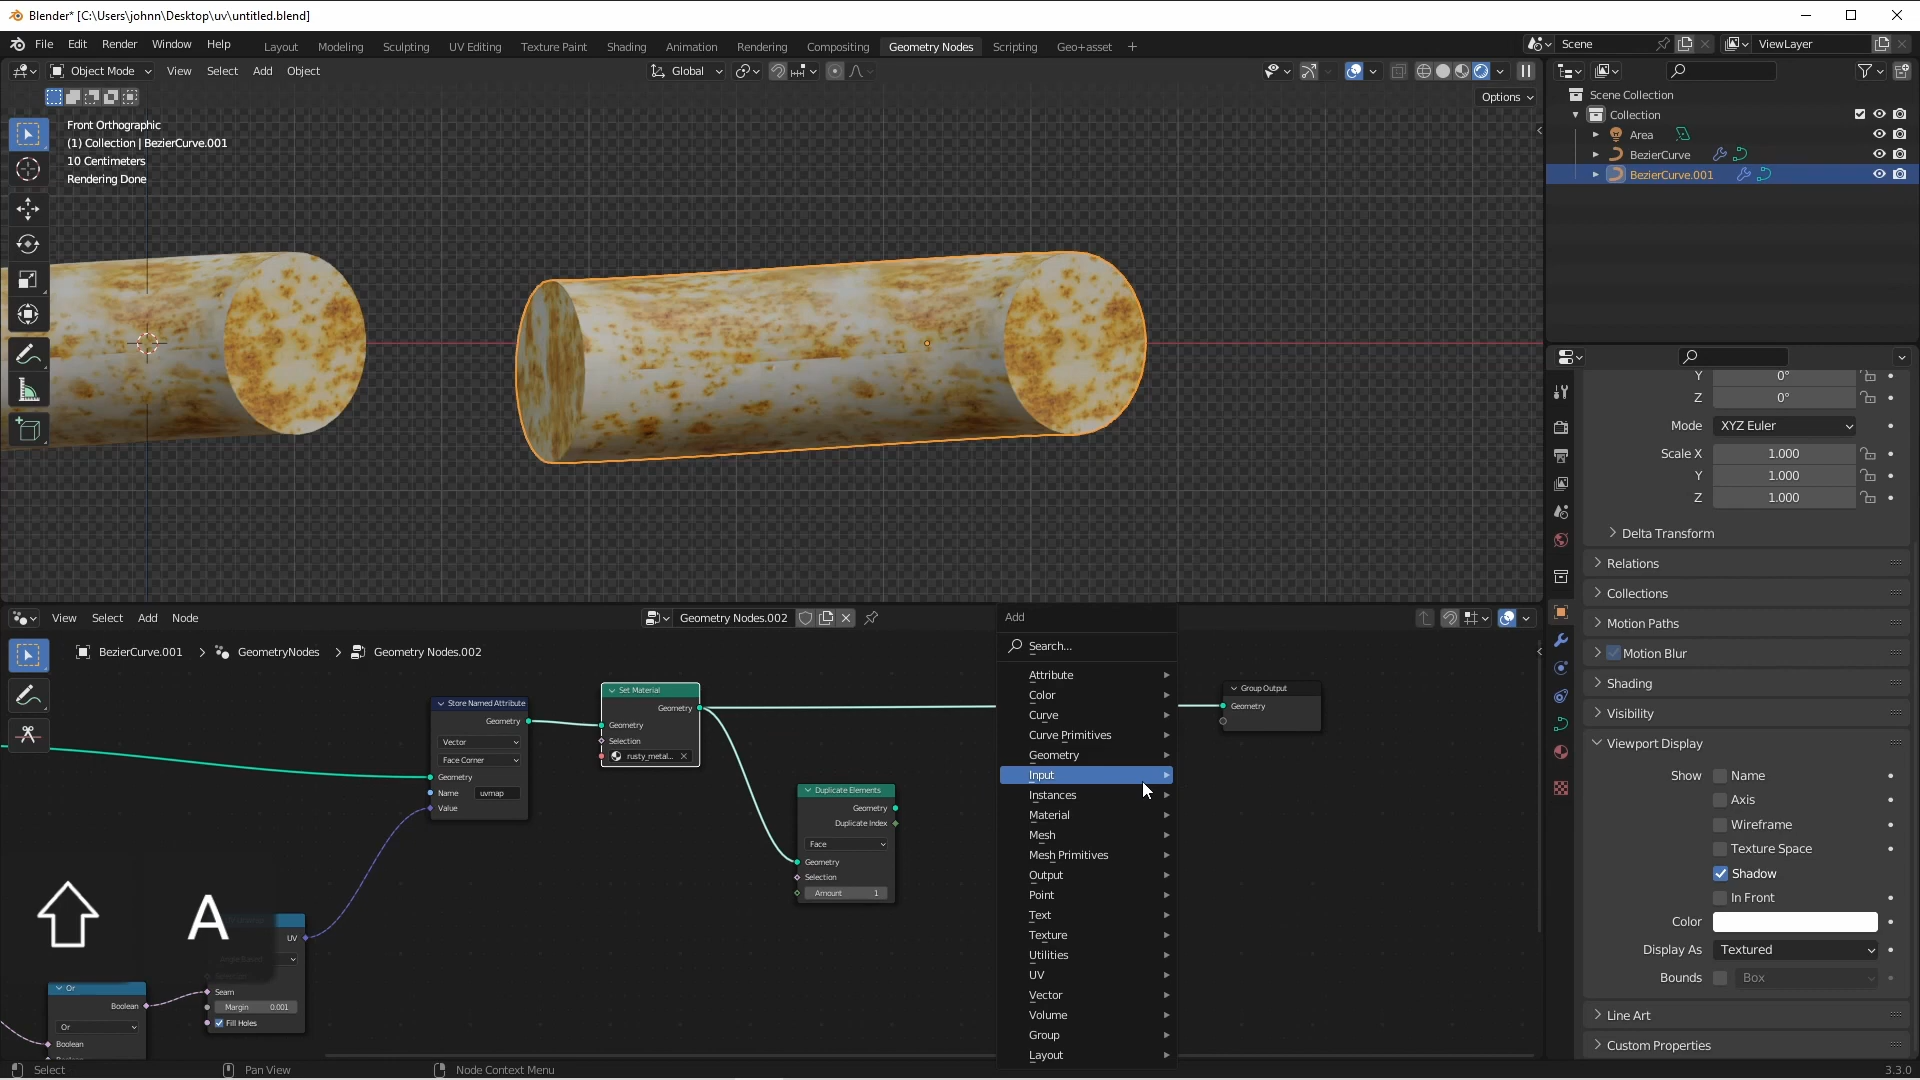 Blender* [C:\Users\johnn\Desktop\uv\untitled.blend]
File Edit Render Window Help
Layout Modeling Sculpting UV Editing Texture Paint Shading Animation Rendering Compositing Geometry Nodes Scripting Geo+asset +
Scene ViewLayer
Object Mode View Select Add Object Global
Options
Front Orthographic
(1) Collection | BezierCurve.001
10 Centimeters
Rendering Done
Scene Collection
Collection
Area
BezierCurve
BezierCurve.001
Y 0°
Z 0°
Mode XYZ Euler
Scale X 1.000
Y 1.000
Z 1.000
Delta Transform
Relations
Collections
Motion Paths
Motion Blur
Shading
Visibility
Viewport Display
Show Name
Axis
Wireframe
Texture Space
Shadow
In Front
Color
Display As Textured
Bounds Box
Line Art
Custom Properties
View Select Add Node Geometry Nodes.002
BezierCurve.001 > GeometryNodes > Geometry Nodes.002
Store Named Attribute
Geometry
Vector
Face Corner
Geometry
Name uvmap
Value
Set Material
Geometry
Geometry
Selection
rusty_metal...
Duplicate Elements
Geometry
Duplicate Index
Face
Geometry
Selection
Amount 1
Group Output
Geometry
A
UV
Seam
Margin 0.001
Fill Holes
Or
Boolean
Or
Boolean
Add
Search...
Attribute
Color
Curve
Curve Primitives
Geometry
Input
Instances
Material
Mesh
Mesh Primitives
Output
Point
Text
Texture
Utilities
UV
Vector
Volume
Group
Layout
Select Pan View Node Context Menu 3.3.0